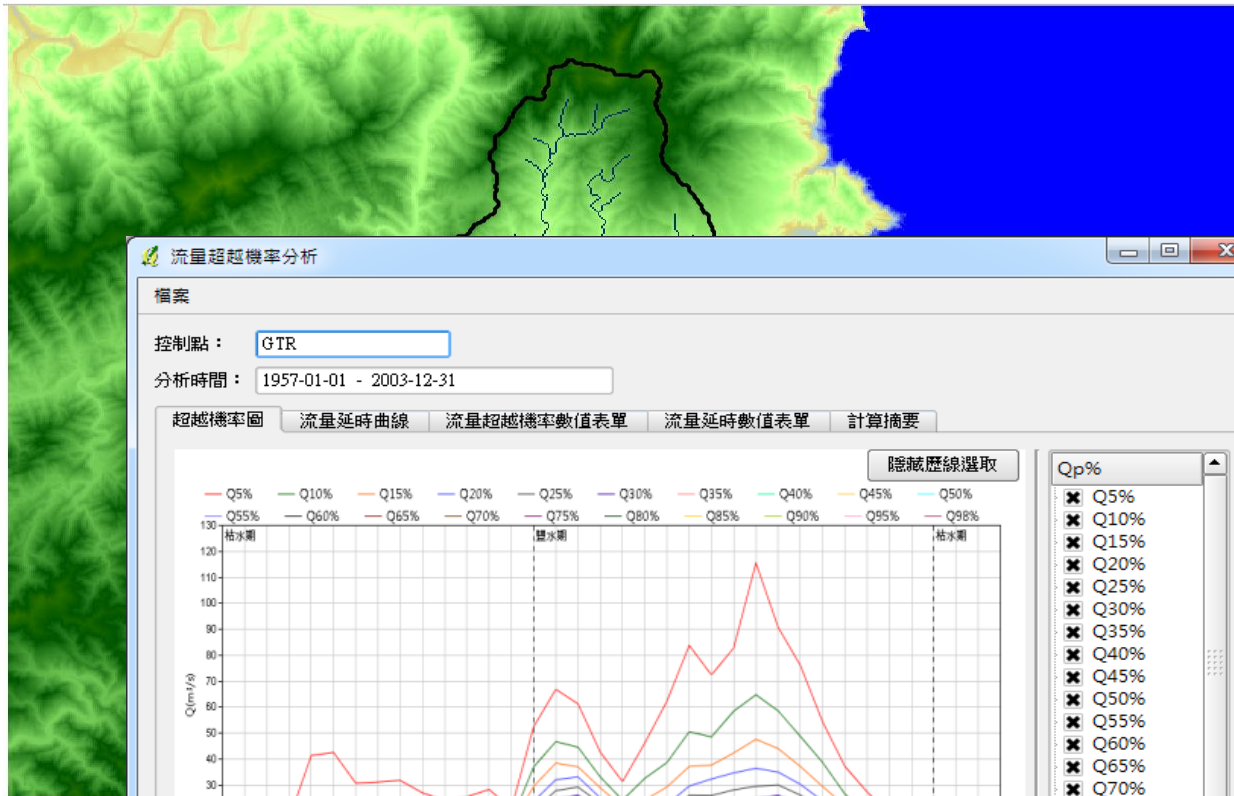 流量超越機率分析
檔案
控制點： GTR
分析時間： 1957-01-01 - 2003-12-31
超越機率圖 流量延時曲線 流量超越機率數值表單 流量延時數值表單 計算摘要
隱藏歷線選取
Q5% Q10% Q15% Q20% Q25% Q30% Q35% Q40% Q45% Q50%
Q55% Q60% Q65% Q70% Q75% Q80% Q85% Q90% Q95% Q98%
枯水期 豐水期 枯水期
130
120
110
100
90
80
70
60
50
40
30
Q(m³/s)
Qp%
Q5%
Q10%
Q15%
Q20%
Q25%
Q30%
Q35%
Q40%
Q45%
Q50%
Q55%
Q60%
Q65%
Q70%